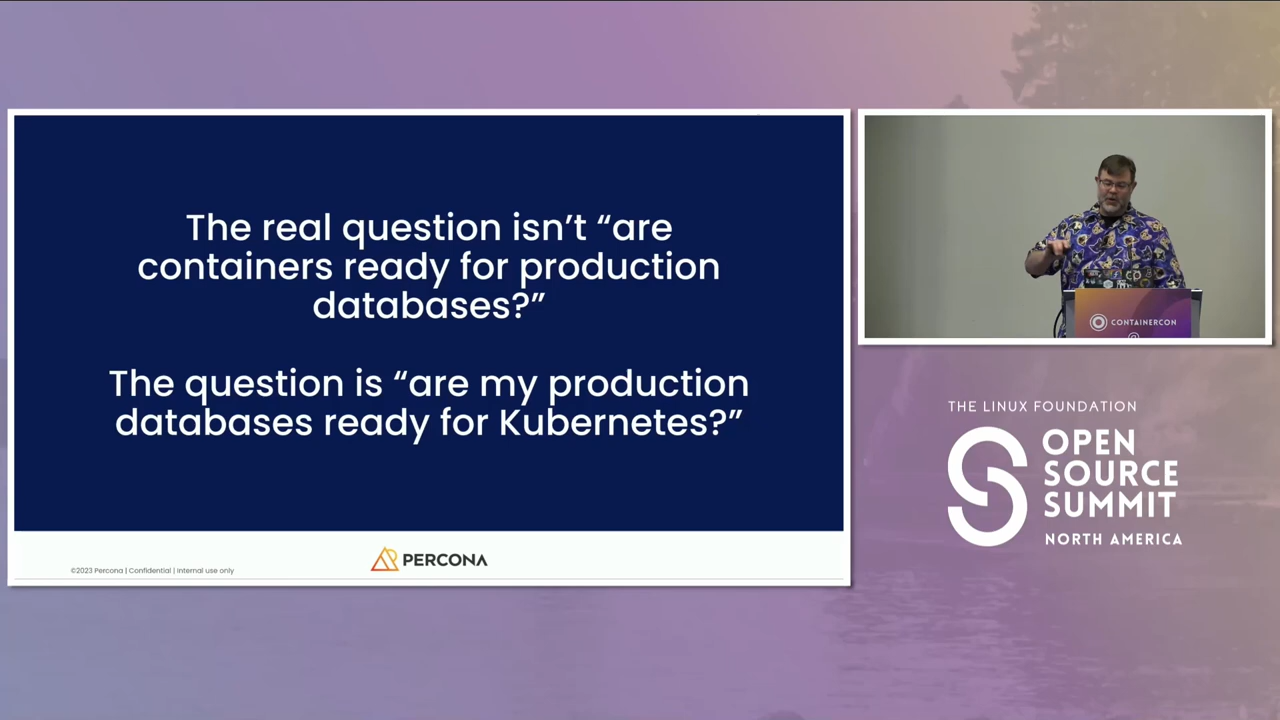 The real question isn’t “are
containers ready for production
databases?”
The question is “are my production
databases ready for Kubernetes?”
©2023 Percona | Confidential | Internal use only
PERCONA
CONTAINERCON
THE LINUX FOUNDATION
OPEN
SOURCE
SUMMIT
NORTH AMERICA